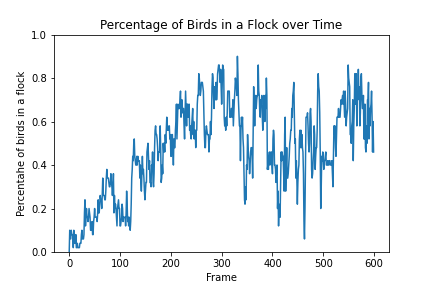 Percentage of Birds in a Flock over Time
1.0
0.8
0.6
0.4
0.2
0.0
Percentahe of birds in a flock
0 100 200 300 400 500 600
Frame